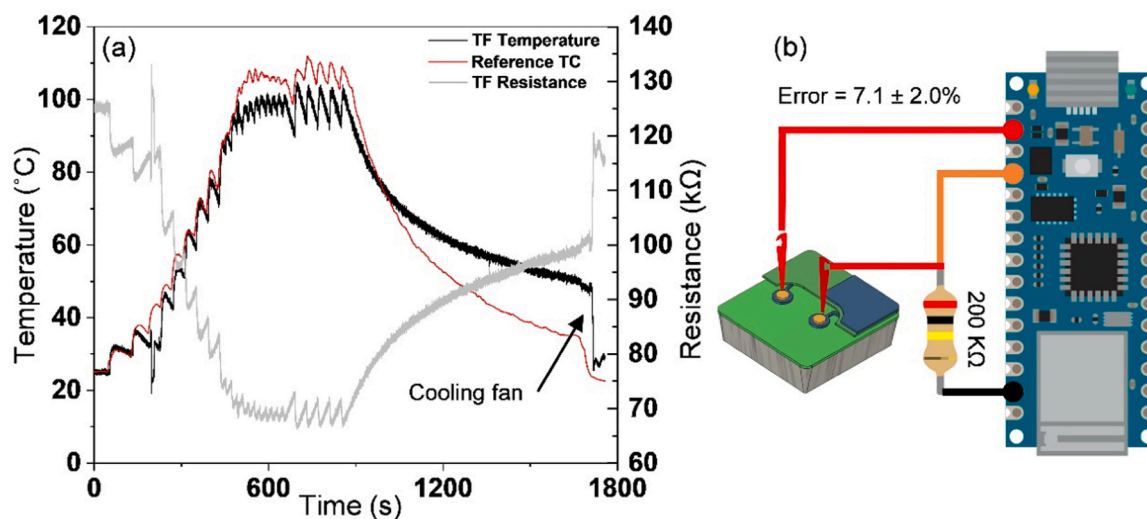 (a)
TF Temperature
Reference TC
TF Resistance
120
100
80
60
40
20
0
Temperature (˚C)
140
130
120
110
100
90
80
70
60
Resistance (kΩ)
0
600
1200
1800
Time (s)
Cooling fan
(b)
Error = 7.1 ± 2.0%
200 KΩ